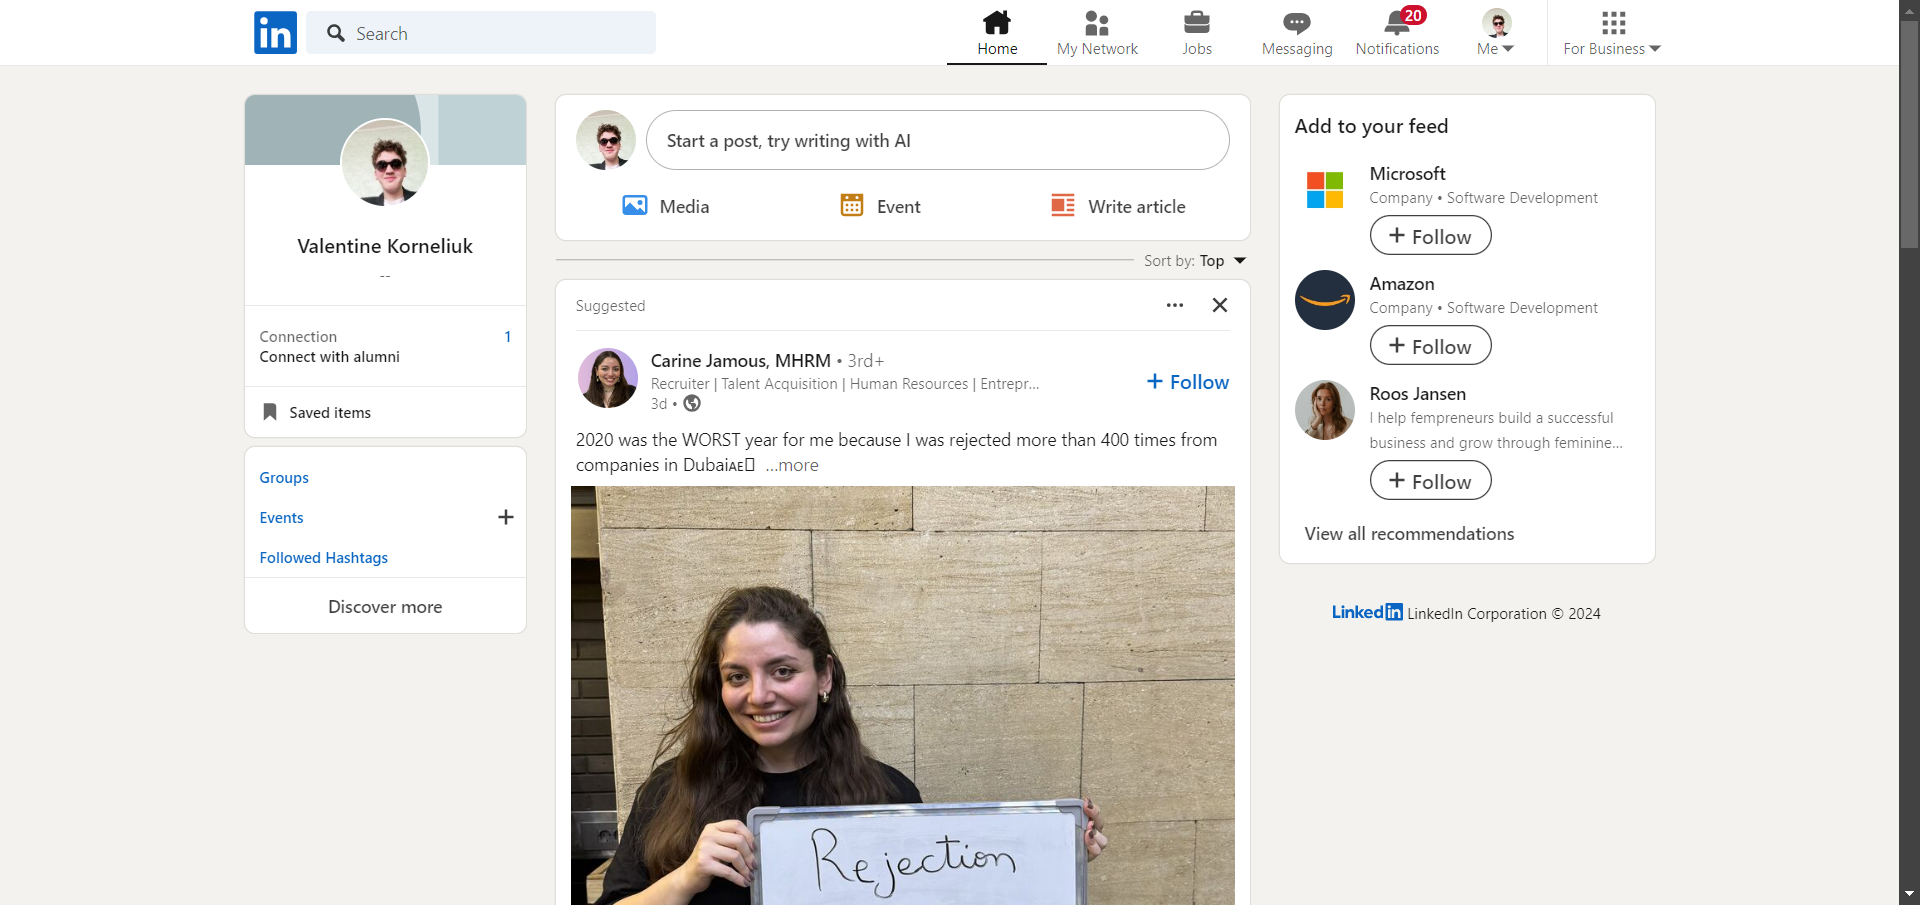 in
Search
Home
My Network
Jobs
Messaging
20
Notifications
Me
For Business
Valentine Korneliuk
--
Connection 1
Connect with alumni
Saved items
Groups
Events
Followed Hashtags
Discover more
Start a post, try writing with AI
Media
Event
Write article
Sort by: Top
Suggested
Carine Jamous, MHRM • 3rd+
Recruiter | Talent Acquisition | Human Resources | Entrepr...
3d •
+ Follow
2020 was the WORST year for me because I was rejected more than 400 times from
companies in Dubaiᴀᴇ▯ ...more
Rejection
Add to your feed
Microsoft
Company • Software Development
+ Follow
Amazon
Company • Software Development
+ Follow
Roos Jansen
I help fempreneurs build a successful
business and grow through feminine...
+ Follow
View all recommendations
LinkedIn LinkedIn Corporation © 2024